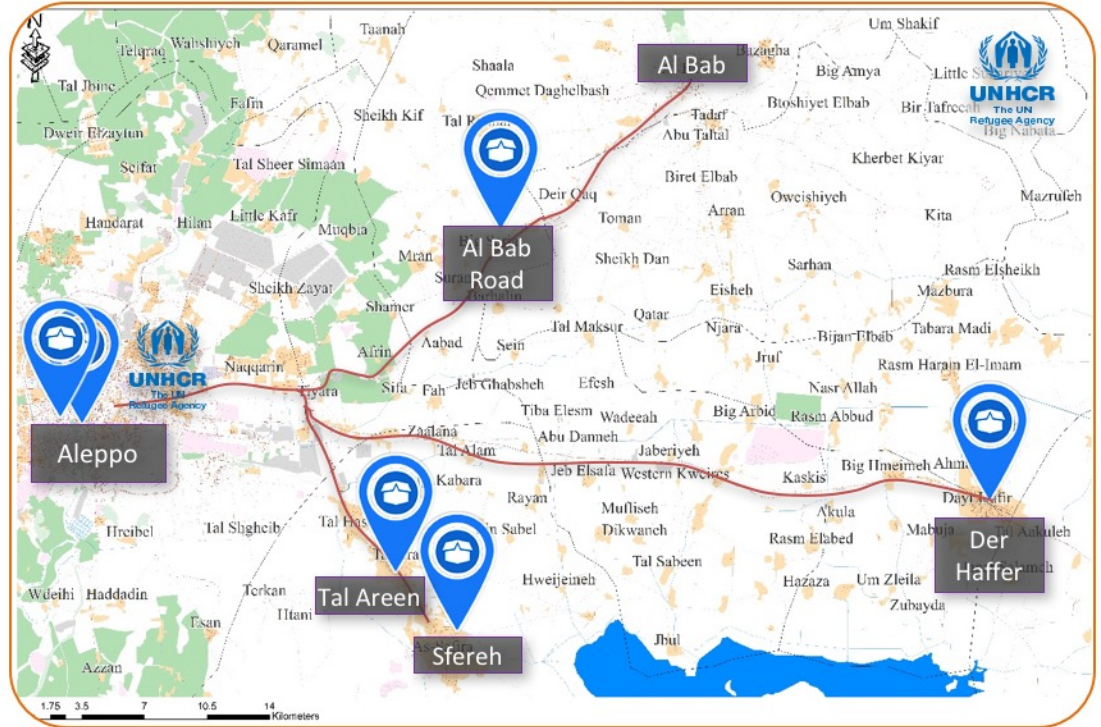 N
Taanah
Um Shakif
Telqraq
Wahshiyeh
Qaramel
Al Bab
Bazagha
Shaala
Big Amya
UNHCR
The UN
Refugee Agency
Tal Jbine
Qemmet Daghelbash
Btoshiyet Elbab
Bir Tafreeah
Fafin
Sheikh Kif
Tadaf
Big Nabata
Dweir Elzaytun
Abu Taltal
Seifat
Tal Sheer Simaan
Kherbet Kiyar
Biret Elbab
Deir Qaq
Oweishiyeh
Mazrufeh
Handarat
Hilan
Little Kafr
Toman
Arran
Kita
Muqbia
Al Bab
Road
Mran
Sheikh Dan
Sarhan
Rasm Elsheikh
Sheikh Zayat
Eisheh
Mazbura
Shamer
Qatar
Tal Maksur
Njara
Bijan Elbab
Tabara Madi
Aabad
Sein
Afrin
Jruf
Rasm Haram El-Imam
Naqqarin
UNHCR
The UN
Refugee Agency
Sifa
Fah
Jeb Ghabsheh
Efesh
Nasr Allah
Tiba Elesm
Wadeeah
Big Arbid
Rasm Abbud
Zaalana
Abu Danneh
Aleppo
Tal Alam
Jaberiyeh
Jeb Elsafa
Western Kweires
Kaskis
Big Hmeimeh
Kabara
Rayan
Mufliseh
Akula
Hreibel
Tal Shgheib
Dikwaneh
Rasm Elabed
Mabuja
Der
Haffer
Tal Sabeen
Hweijeineh
Hazaza
Um Zleila
Wdeihi
Haddadin
Terkan
Tal Areen
Zubayda
Htani
Esan
Jbul
Sfereh
Azzan
1.75 3.5 7 10.5 14
Kilometers